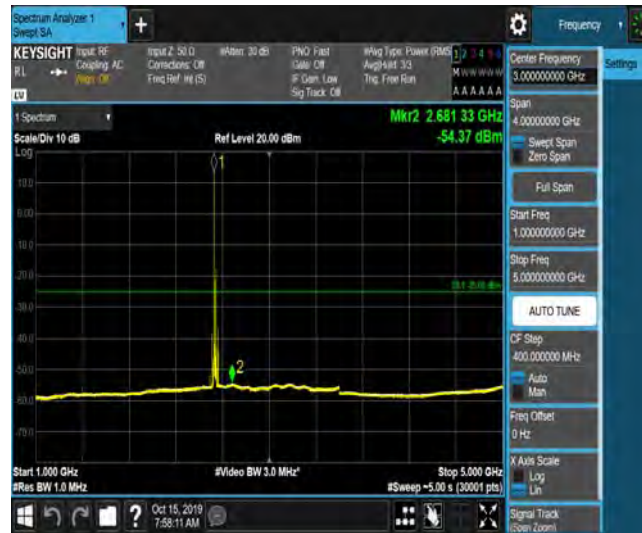 Spectrum Analyzer 1
Swept SA
+
Frequency
KEYSIGHT
Input: RF
Input Z: 50 Ω
#Atten: 30 dB
PNO: Fast
#Avg Type: Power (RMS
1 2 3 4 5 6
RL
Coupling: AC
Corrections: Off
Gate: Off
Avg|Hold: 3/3
M W W W W W
Align: Off
Freq Ref: Int (S)
IF Gain: Low
Trig: Free Run
Sig Track: Off
A A A A A A
LV
Center Frequency
3.000000000 GHz
Settings
Span
4.00000000 GHz
Swept Span
Zero Span
Full Span
Start Freq
1.000000000 GHz
Stop Freq
5.000000000 GHz
AUTO TUNE
CF Step
400.000000 MHz
Auto
Man
Freq Offset
0 Hz
X Axis Scale
Log
Lin
Signal Track
(Span Zoom)
1 Spectrum
Mkr2 2.681 33 GHz
Scale/Div 10 dB
Ref Level 20.00 dBm
-54.37 dBm
Log
1
10.0
0.00
-10.0
-20.0
-30.0
-40.0
-50.0
2
-60.0
-70.0
Start 1.000 GHz
#Video BW 3.0 MHz*
Stop 5.000 GHz
#Res BW 1.0 MHz
#Sweep ~5.00 s (30001 pts)
?
Oct 15, 2019
7:58:11 AM